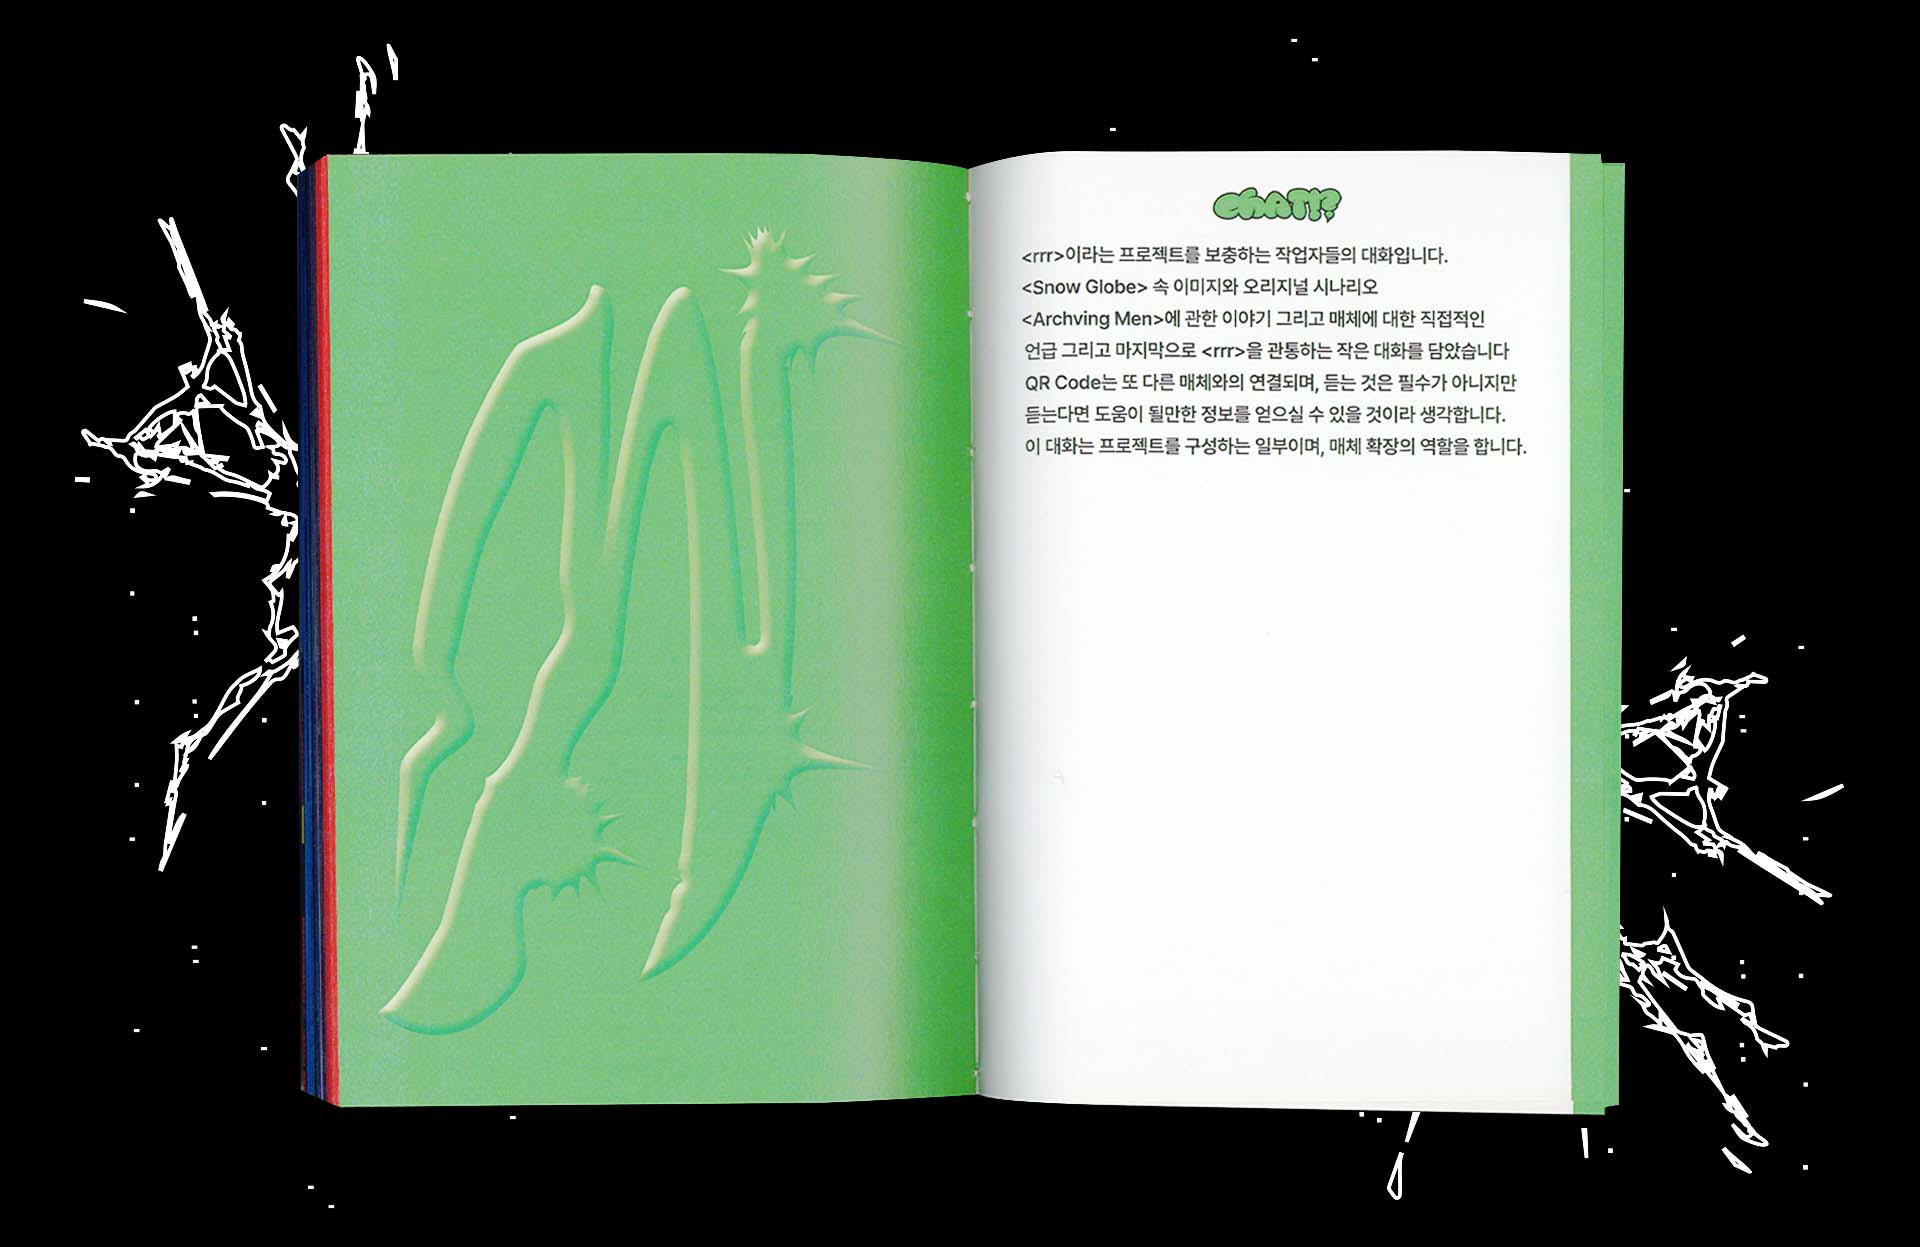 CHAT!?
<rrr>이라는 프로젝트를 보충하는 작업자들의 대화입니다.
<Snow Globe> 속 이미지와 오리지널 시나리오
<Archving Men>에 관한 이야기 그리고 매체에 대한 직접적인
언급 그리고 마지막으로 <rrr>을 관통하는 작은 대화를 담았습니다
QR Code는 또 다른 매체와의 연결되며, 듣는 것은 필수가 아니지만
듣는다면 도움이 될만한 정보를 얻으실 수 있을 것이라 생각합니다.
이 대화는 프로젝트를 구성하는 일부이며, 매체 확장의 역할을 합니다.